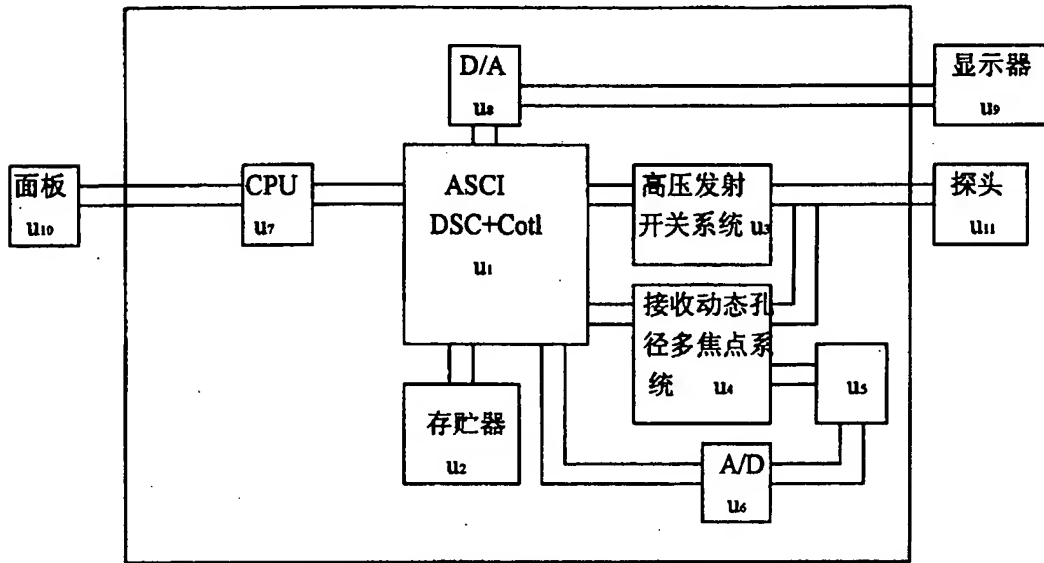 D/A
u₈
显示器
u₉
面板
u₁₀
CPU
u₇
ASCI
DSC+Cotl
u₁
高压发射
开关系统 u₃
探头
u₁₁
接收动态孔
径多焦点系
统 u₄
u₅
存贮器
u₂
A/D
u₆